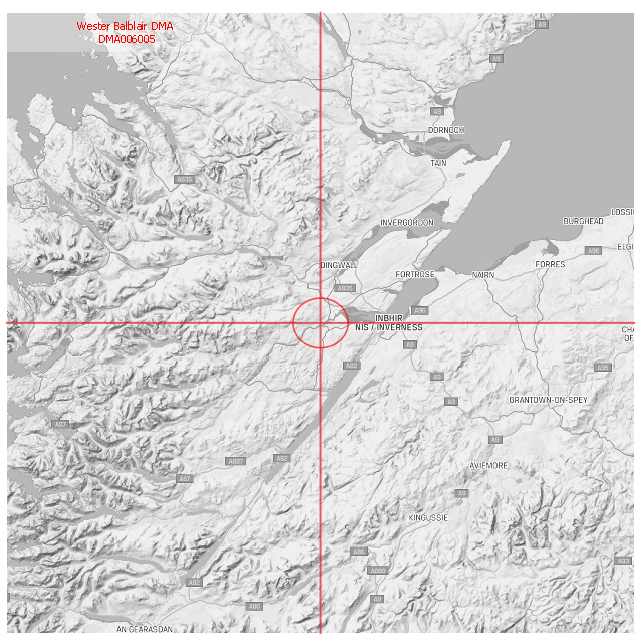 Wester Balblair DMA
DMA006005
A9
A9
A9
DORNOCH
TAIN
A835
LOSSI
INVERGORDON
BURGHEAD
ELGI
A96
DINGWALL
FORTROSE
NAIRN
FORRES
A835
A96
INBHIR
NIS / INVERNESS
CHA
OF
A9
A82
A95
A9
GRANTOWN-ON-SPEY
A9
A87
A9
A82
A887
AVIEMORE
A87
A9
KINGUSSIE
A86
A93
A889
A82
A9
A86
AN GEARASDAN